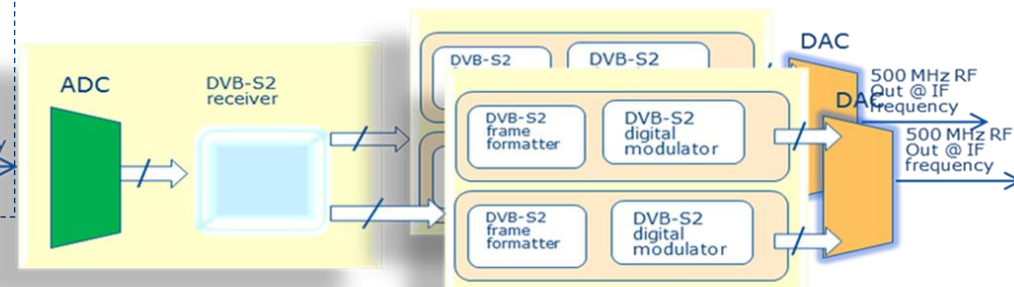 ADC
DVB-S2
receiver
DVB-S2
DVB-S2
DAC
500 MHz RF
Out @ IF
frequency
DVB-S2
frame
formatter
DVB-S2
digital
modulator
DAC
500 MHz RF
Out @ IF
frequency
DVB-S2
frame
formatter
DVB-S2
digital
modulator